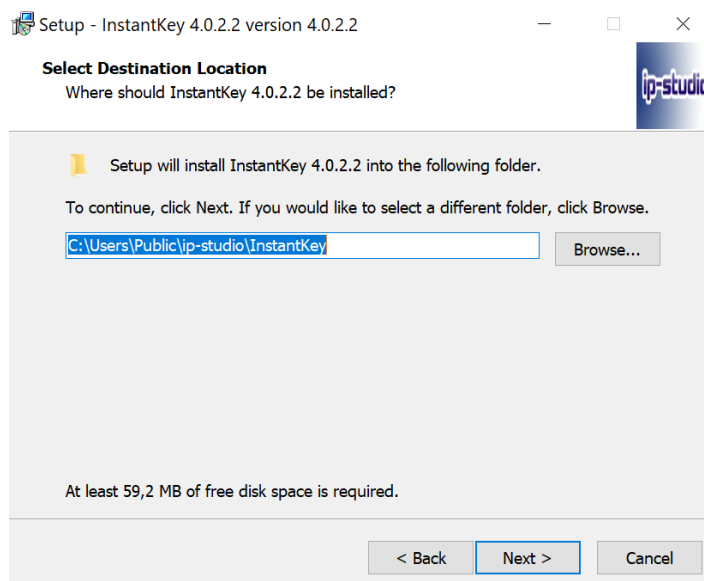 Setup - InstantKey 4.0.2.2 version 4.0.2.2
Select Destination Location
Where should InstantKey 4.0.2.2 be installed?
ip-studio
Setup will install InstantKey 4.0.2.2 into the following folder.
To continue, click Next. If you would like to select a different folder, click Browse.
C:\Users\Public\ip-studio\InstantKey
Browse...
At least 59,2 MB of free disk space is required.
< Back
Next >
Cancel